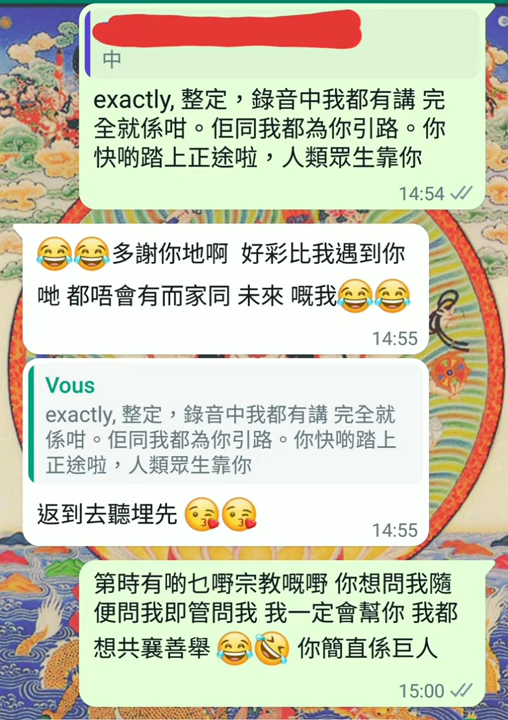 中
exactly, 整定，錄音中我都有講 完
全就係咁。佢同我都為你引路。你
快啲踏上正途啦，人類眾生靠你
14:54
😂😂多謝你地啊 好彩比我遇到你
哋 都唔會有而家同 未來 嘅我😂😂
14:55
Vous
exactly, 整定，錄音中我都有講 完全就
係咁。佢同我都為你引路。你快啲踏上
正途啦，人類眾生靠你
返到去聽埋先 😘😘
14:55
第時有啲乜嘢宗教嘅嘢 你想問我隨
便問我即管問我 我一定會幫你 我都
想共襄善舉 😂🤣 你簡直係巨人
15:00